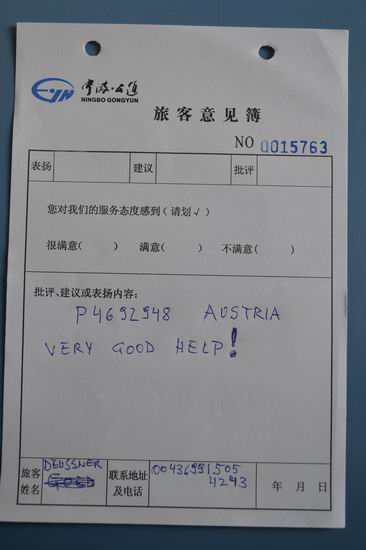 EJN 宁波公运
NINGBO GONGYUN
旅客意见簿
NO 0015763
表扬 建议 批评
您对我们的服务态度感到（请划√）
很满意（ ） 满意（ ） 不满意（ ）
批评、建议或表扬内容：
P4692948 AUSTRIA
VERY GOOD HELP!
旅客姓名 DEUSSNER 联系地址及电话 00436991505 4243 年 月 日